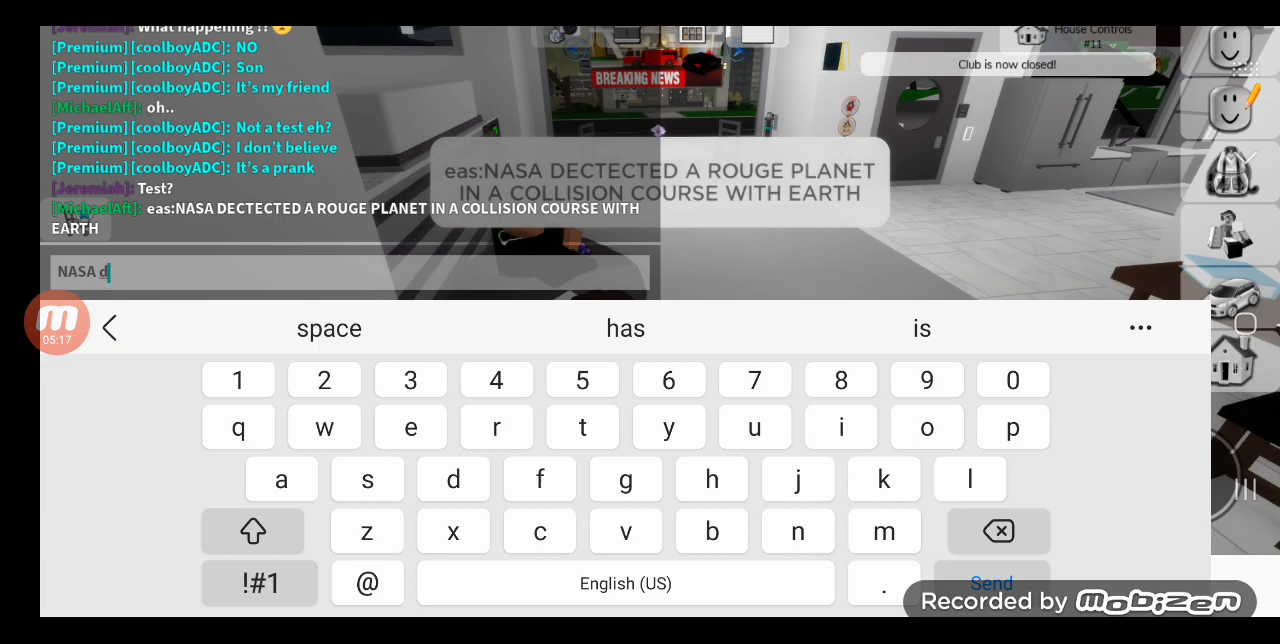 [Jeremiah]: What happening !? 😟
[Premium] [coolboyADC]: NO
[Premium] [coolboyADC]: Son
[Premium] [coolboyADC]: It's my friend
[MichaelAft]: oh..
[Premium] [coolboyADC]: Not a test eh?
[Premium] [coolboyADC]: I don't believe
[Premium] [coolboyADC]: It's a prank
[Jeremiah]: Test?
[MichaelAft]: eas:NASA DECTECTED A ROUGE PLANET IN A COLLISION COURSE WITH
EARTH
NASA d
BREAKING NEWS
eas:NASA DECTECTED A ROUGE PLANET
IN A COLLISION COURSE WITH EARTH
House Controls
#11
Club is now closed!
05:17
space has is
1 2 3 4 5 6 7 8 9 0
q w e r t y u i o p
a s d f g h j k l
z x c v b n m
!#1 @ English (US) . Send
Recorded by mobizen